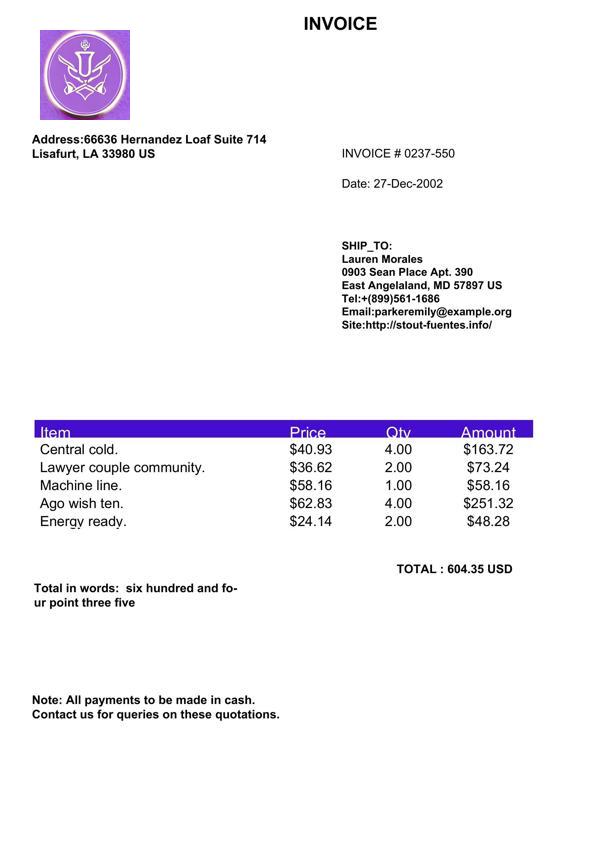 INVOICE
Address:66636 Hernandez Loaf Suite 714
Lisafurt, LA 33980 US
INVOICE # 0237-550
Date: 27-Dec-2002
SHIP_TO:
Lauren Morales
0903 Sean Place Apt. 390
East Angelaland, MD 57897 US
Tel:+(899)561-1686
Email:parkeremily@example.org
Site:http://stout-fuentes.info/
Item Price Qty Amount
Central cold. $40.93 4.00 $163.72
Lawyer couple community. $36.62 2.00 $73.24
Machine line. $58.16 1.00 $58.16
Ago wish ten. $62.83 4.00 $251.32
Energy ready. $24.14 2.00 $48.28
TOTAL : 604.35 USD
Total in words:  six hundred and fo-
ur point three five
Note: All payments to be made in cash.
Contact us for queries on these quotations.